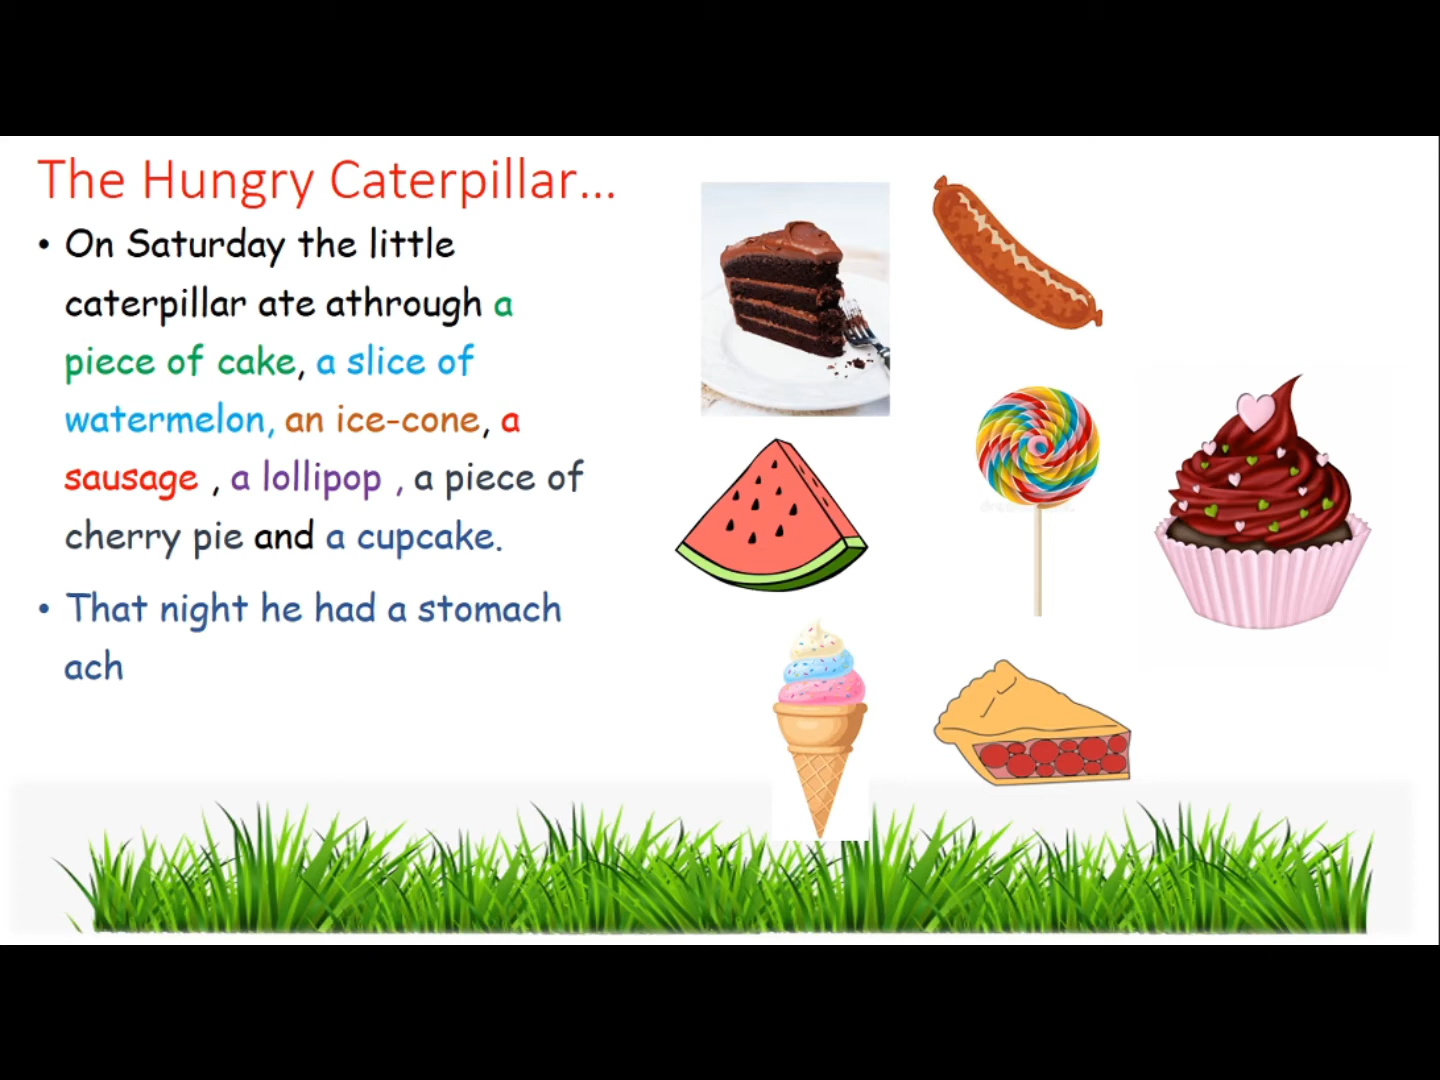 The Hungry Caterpillar...
• On Saturday the little
caterpillar ate athrough a
piece of cake, a slice of
watermelon, an ice-cone, a
sausage , a lollipop , a piece of
cherry pie and a cupcake.
• That night he had a stomach
ach